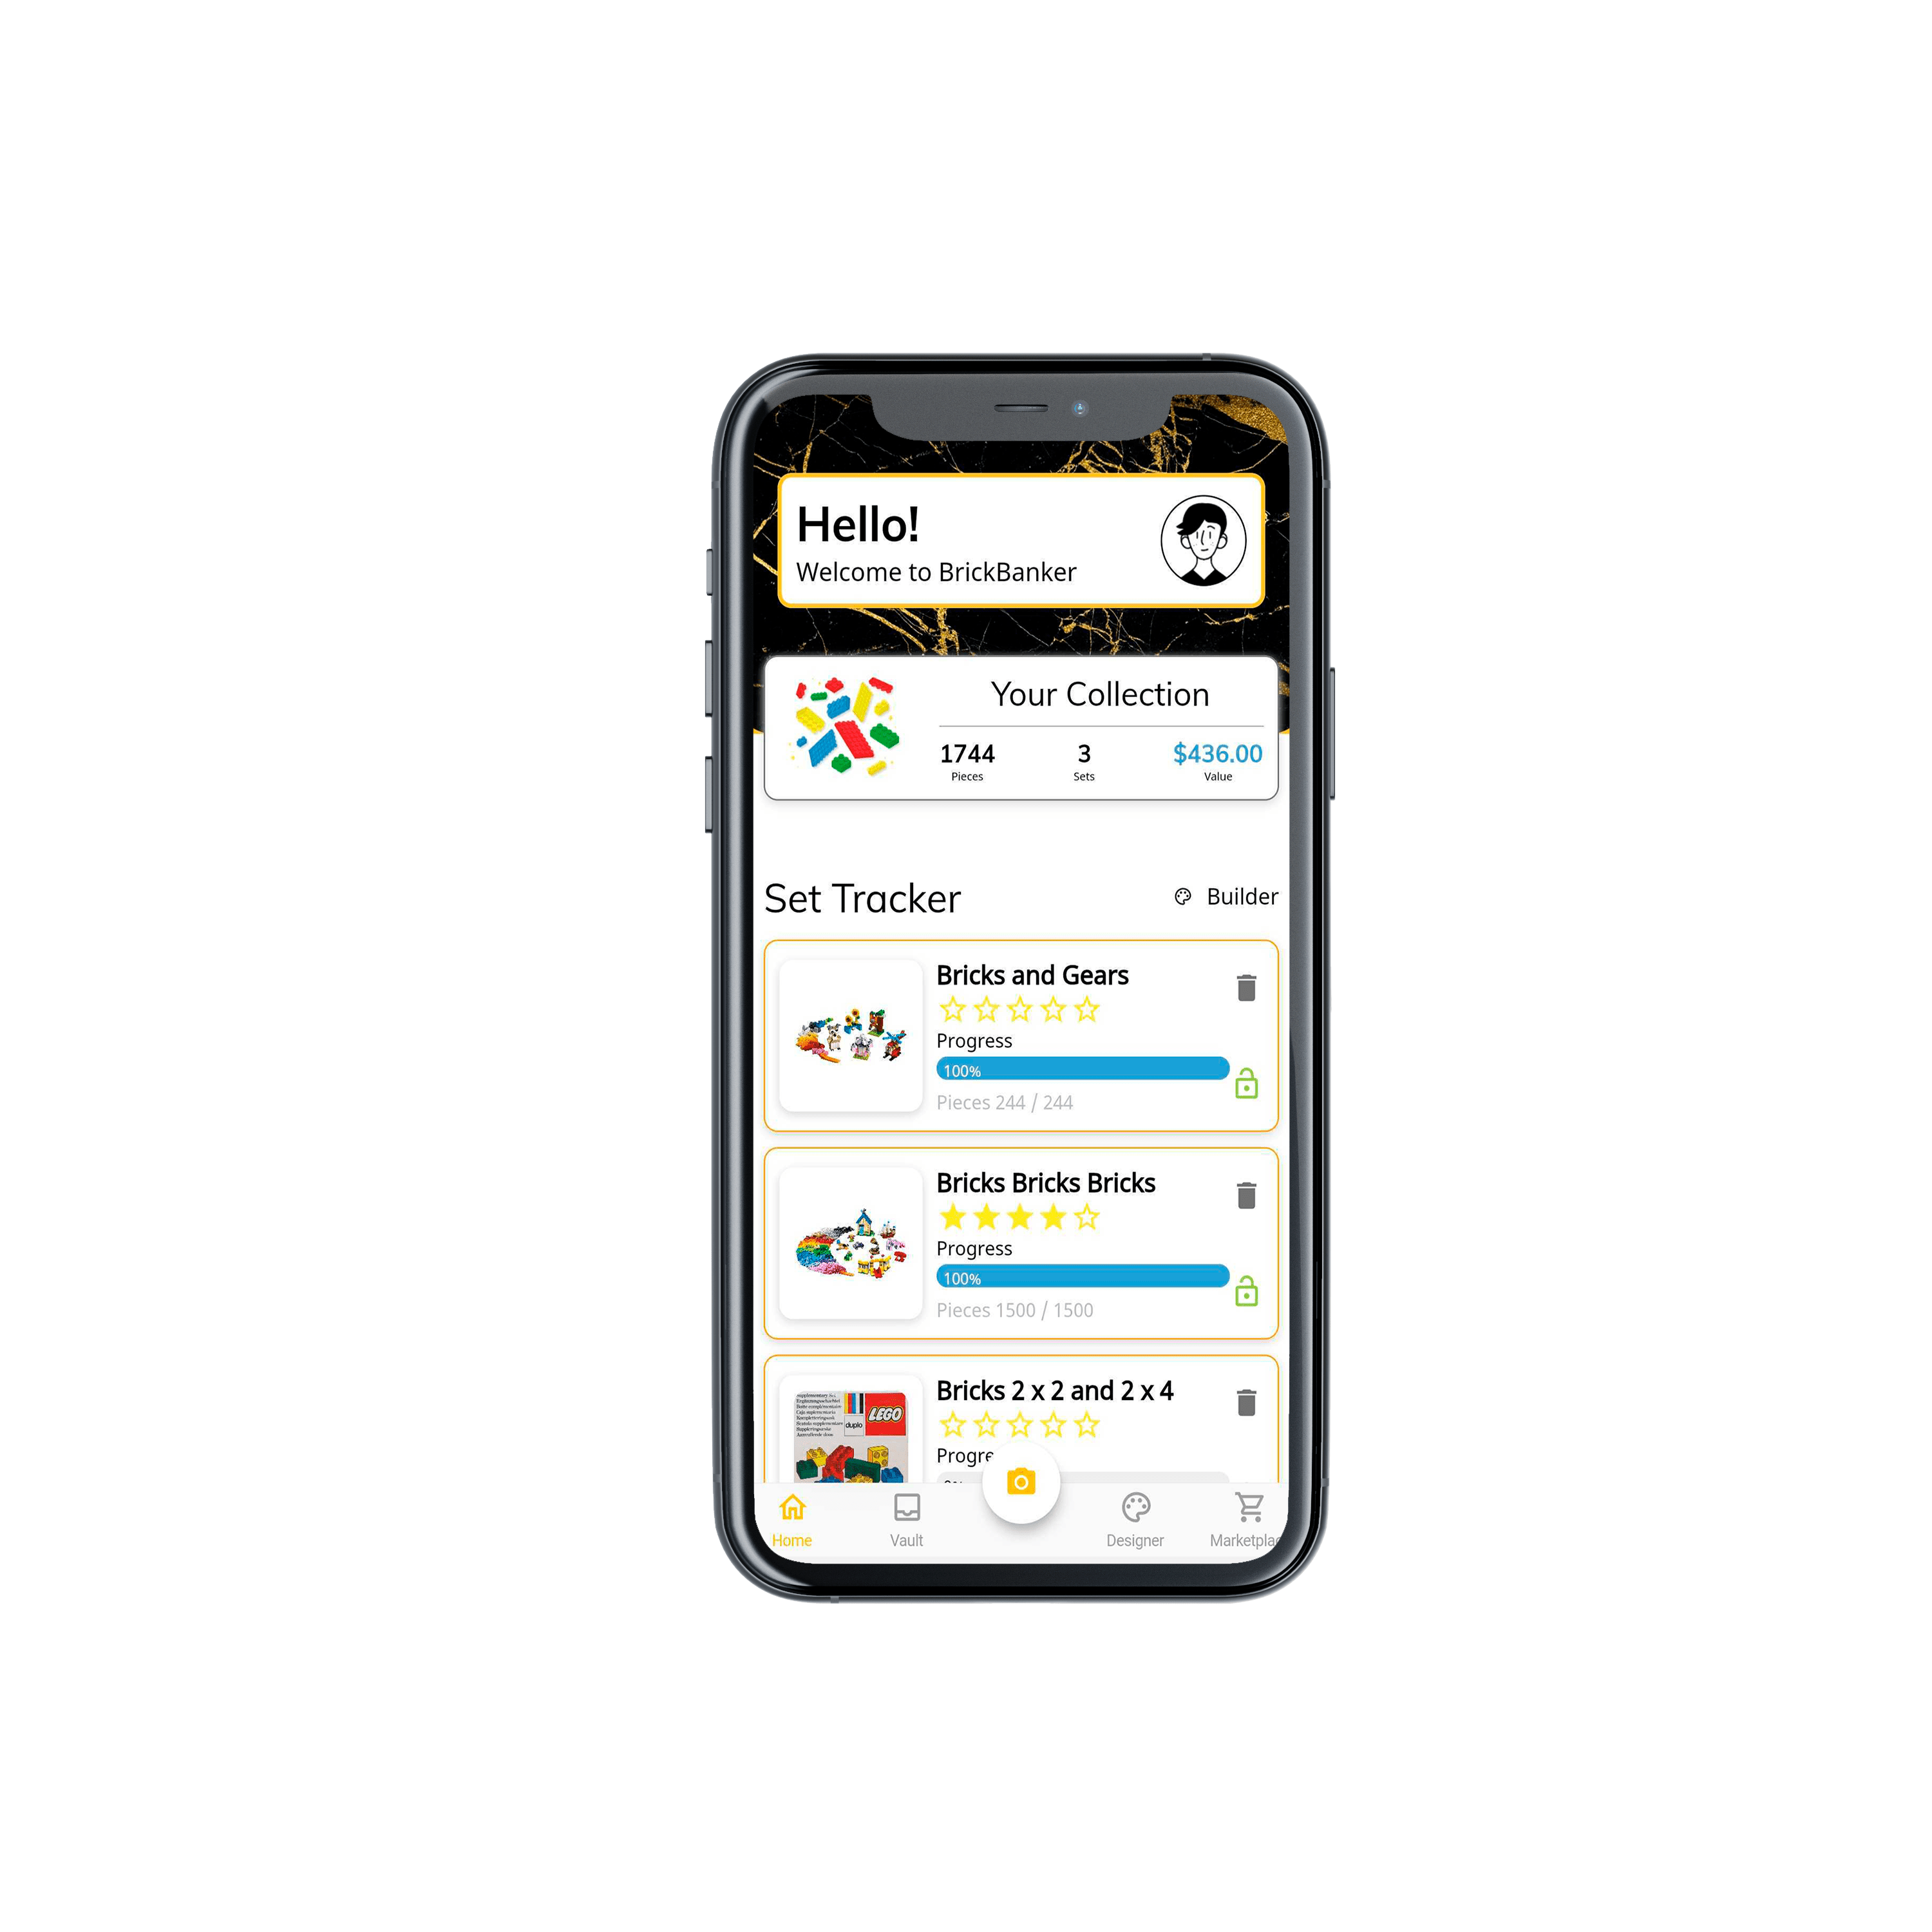 Hello!
Welcome to BrickBanker
Your Collection
1744 3 $436.00
Pieces Sets Value
Set Tracker Builder
Bricks and Gears
Progress
100%
Pieces 244 / 244
Bricks Bricks Bricks
Progress
100%
Pieces 1500 / 1500
Bricks 2 x 2 and 2 x 4
LEGO
duplo
Progre
Home Vault Designer Marketplac